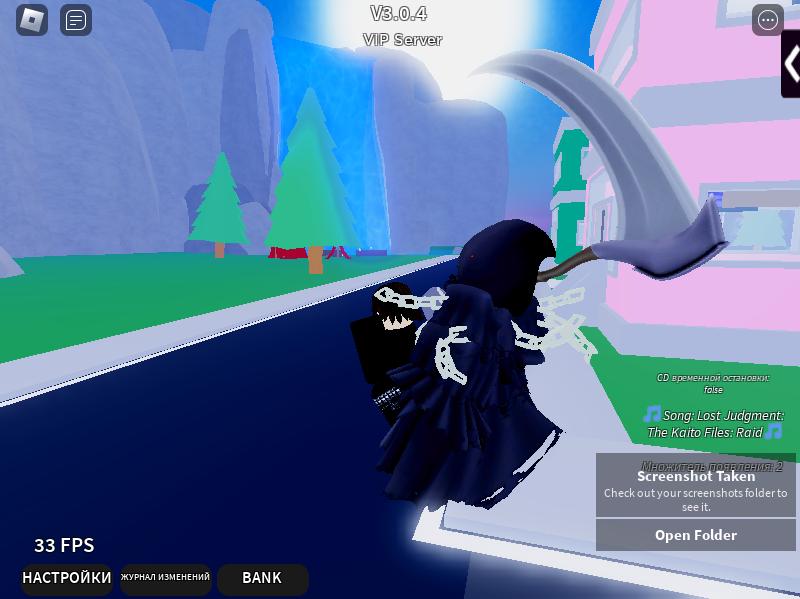 V3.0.4
VIP Server
CD временной остановки:
false
Song: Lost Judgment:
The Kaito Files: Raid
Множитель появления: 2
Screenshot Taken
Check out your screenshots folder to
see it.
Open Folder
33 FPS
НАСТРОЙКИ
ЖУРНАЛ ИЗМЕНЕНИЙ
BANK